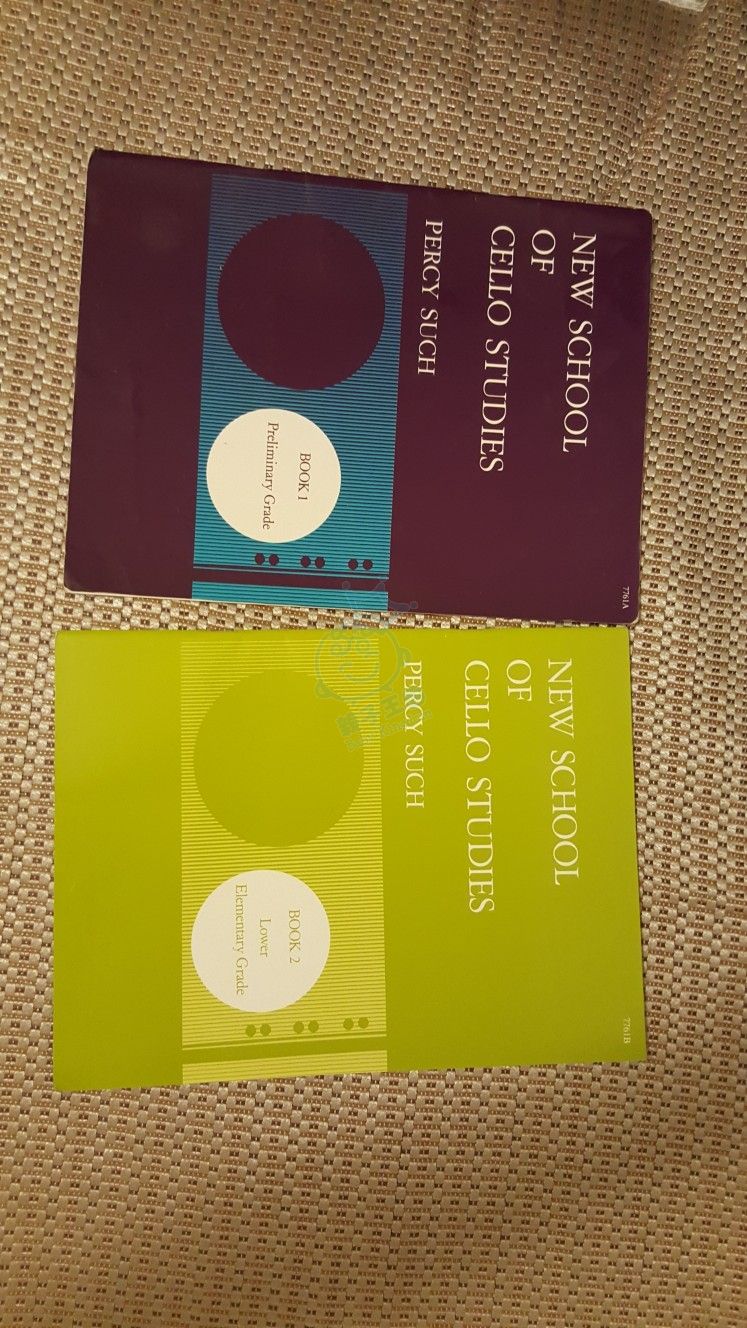 7761A
NEW SCHOOL
OF
CELLO STUDIES
PERCY SUCH
BOOK 1
Preliminary Grade
7761B
NEW SCHOOL
OF
CELLO STUDIES
PERCY SUCH
BOOK 2
Lower
Elementary Grade